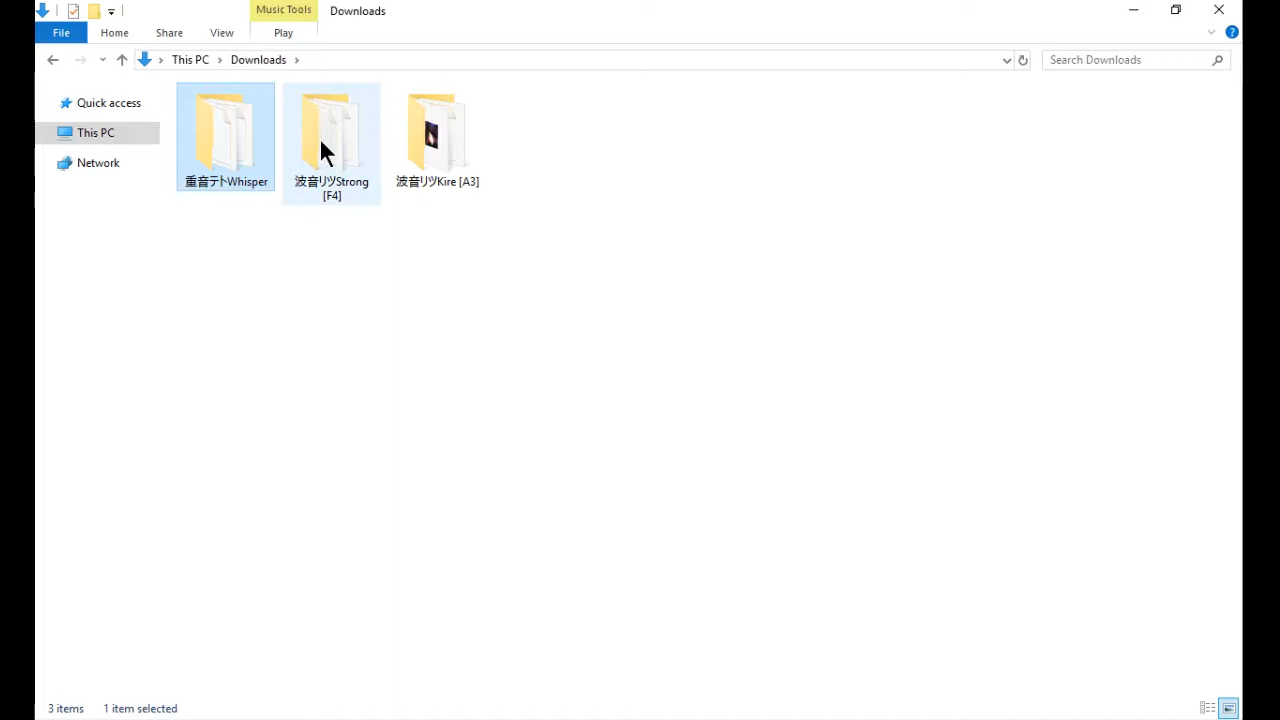 Music Tools
Downloads
File
Home
Share
View
Play
This PC
Downloads
Search Downloads
Quick access
This PC
Network
重音テトWhisper
波音リツStrong
[F4]
波音リツKire [A3]
3 items
1 item selected